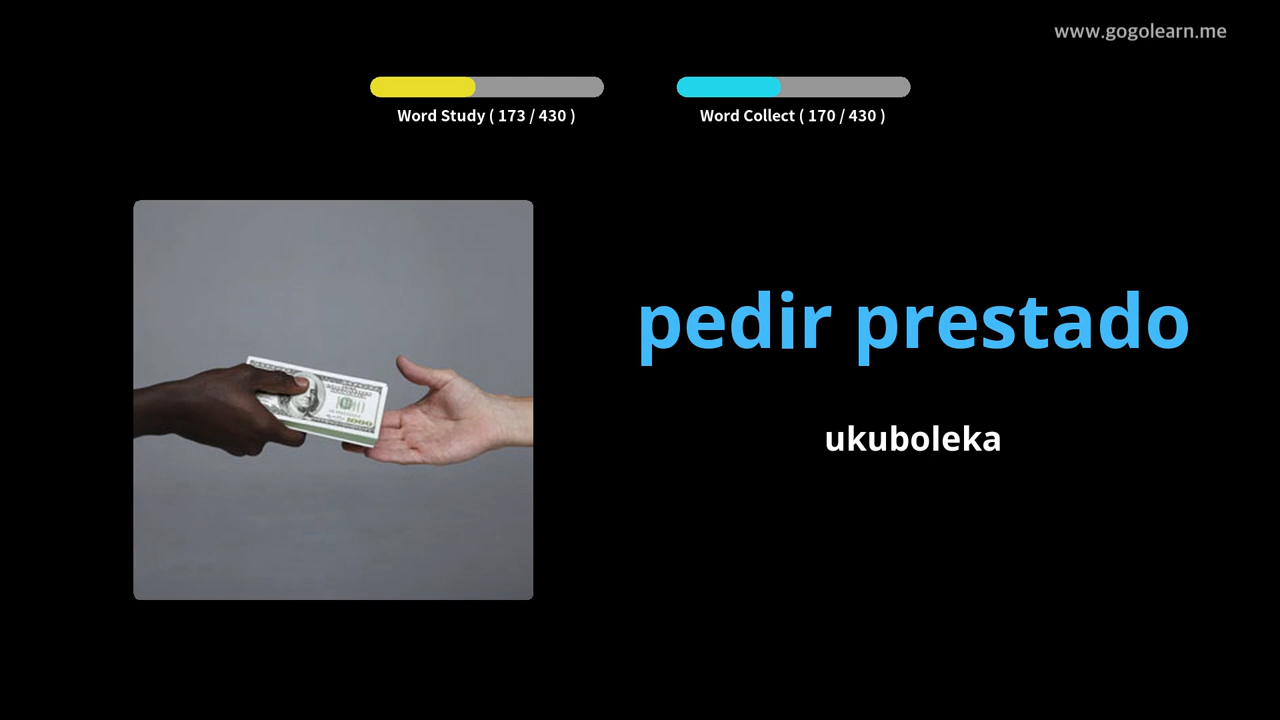 www.gogolearn.me
Word Study ( 173 / 430 )
Word Collect ( 170 / 430 )
pedir prestado
ukuboleka